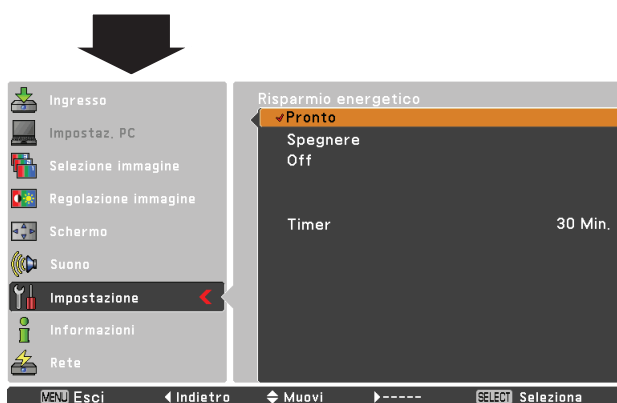 Ingresso
Impostaz. PC
Selezione immagine
Regolazione immagine
Schermo
Suono
Impostazione
Informazioni
Rete
Risparmio energetico
✔Pronto
Spegnere
Off
Timer 30 Min.
MENU Esci Indietro Muovi ----- SELECT Seleziona